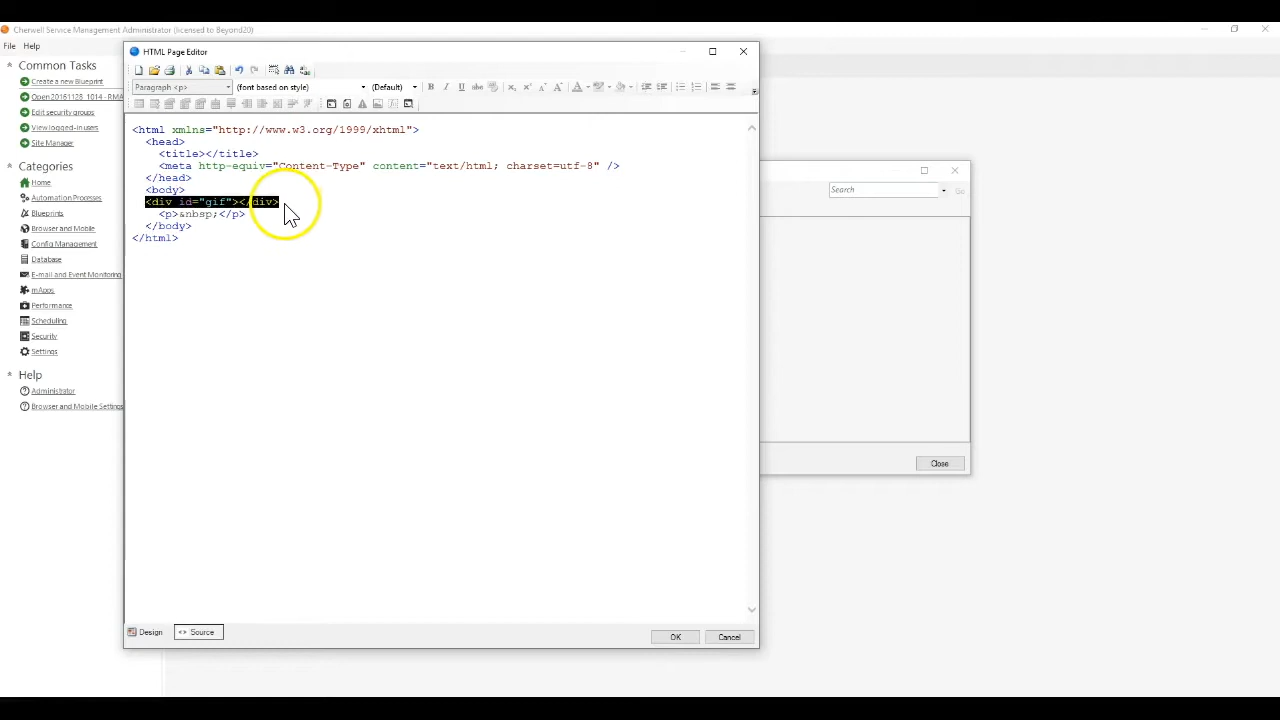 Cherwell Service Management Administrator (licensed to Beyond20)
File Help
Common Tasks
Create a new Blueprint
Open 20161128_1014 - RMA
Edit security groups
View logged-in users
Site Manager
Categories
Home
Automation Processes
Blueprints
Browser and Mobile
Config Management
Database
E-mail and Event Monitoring
mApps
Performance
Scheduling
Security
Settings
Help
Administrator
Browser and Mobile Settings
HTML Page Editor
Paragraph <p> (font based on style) (Default) B I U abc
<html xmlns="http://www.w3.org/1999/xhtml">
<head>
<title></title>
<meta http-equiv="Content-Type" content="text/html; charset=utf-8" />
</head>
<body>
<div id="gif"></div>
<p>&nbsp;</p>
</body>
</html>
Design <> Source
OK Cancel
Search
Go
Close